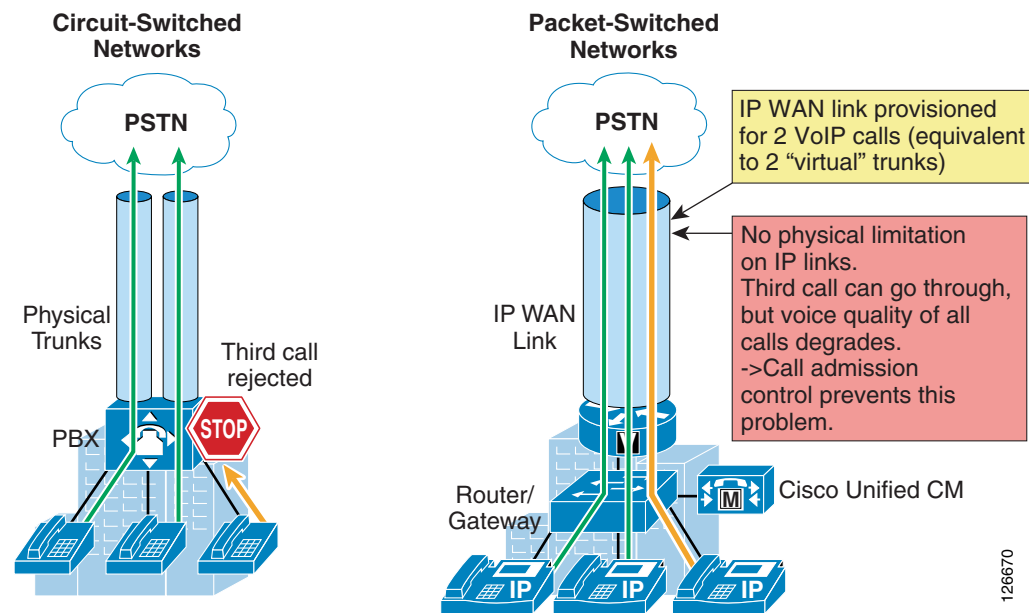 Circuit-Switched
Networks
PSTN
Physical
Trunks
Third call
rejected
STOP
PBX
Packet-Switched
Networks
PSTN
IP WAN link provisioned
for 2 VoIP calls (equivalent
to 2 “virtual” trunks)
No physical limitation
on IP links.
Third call can go through,
but voice quality of all
calls degrades.
->Call admission
control prevents this
problem.
IP WAN
Link
M
Router/
Gateway
M
Cisco Unified CM
IP
IP
IP
126670